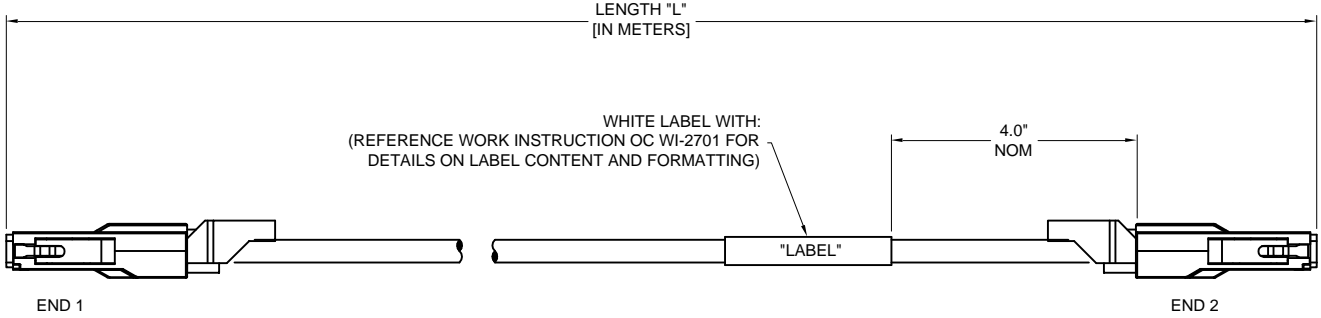 LENGTH "L"
[IN METERS]
WHITE LABEL WITH:
(REFERENCE WORK INSTRUCTION OC WI-2701 FOR
DETAILS ON LABEL CONTENT AND FORMATTING)
4.0"
NOM
"LABEL"
END 1
END 2